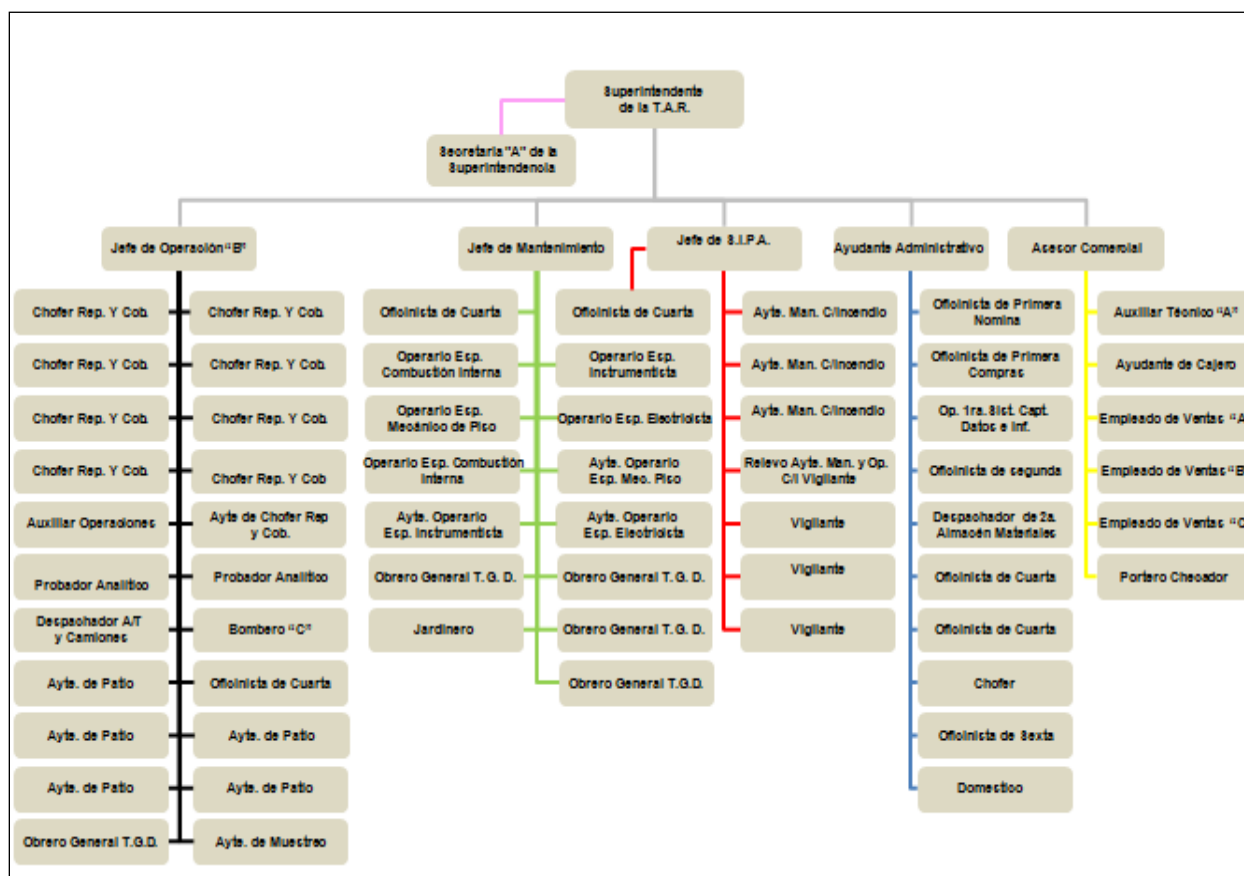 Superintendente
de la T.A.R.
Secretaria "A" de la
Superintendencia
Jefe de Operación "B"
Jefe de Mantenimiento
Jefe de S.I.P.A.
Ayudante Administrativo
Asesor Comercial
Chofer Rep. Y Cob.
Chofer Rep. Y Cob.
Chofer Rep. Y Cob.
Chofer Rep. Y Cob.
Chofer Rep. Y Cob.
Chofer Rep. Y Cob.
Chofer Rep. Y Cob.
Chofer Rep. Y Cob
Auxiliar Operaciones
Ayte de Chofer Rep
y Cob.
Probador Analítico
Probador Analítico
Despachador A/T
y Camiones
Bombero "C"
Ayte. de Patio
Oficinista de Cuarta
Ayte. de Patio
Ayte. de Patio
Ayte. de Patio
Ayte. de Patio
Obrero General T.G.D.
Ayte. de Muestreo
Oficinista de Cuarta
Operario Esp.
Combustión Interna
Operario Esp.
Instrumentista
Operario Esp.
Mecánico de Piso
Operario Esp. Electricista
Operario Esp. Combustión
Interna
Ayte. Operario
Esp. Mec. Piso
Ayte. Operario
Esp. Instrumentista
Ayte. Operario
Esp. Electricista
Obrero General T. G. D.
Obrero General T. G. D.
Jardinero
Obrero General T. G. D.
Obrero General T.G.D.
Oficinista de Cuarta
Ayte. Man. C/Incendio
Ayte. Man. C/Incendio
Ayte. Man. C/Incendio
Relevo Ayte. Man. y Op.
C/I Vigilante
Vigilante
Vigilante
Vigilante
Oficinista de Primera
Nomina
Oficinista de Primera
Compras
Op. 1ra. Sist. Capt.
Datos e Inf.
Oficinista de segunda
Despachador de 2a.
Almacén Materiales
Oficinista de Cuarta
Oficinista de Cuarta
Chofer
Oficinista de Sexta
Domestico
Auxiliar Técnico "A"
Ayudante de Cajero
Empleado de Ventas "A
Empleado de Ventas "B
Empleado de Ventas "C
Portero Checador